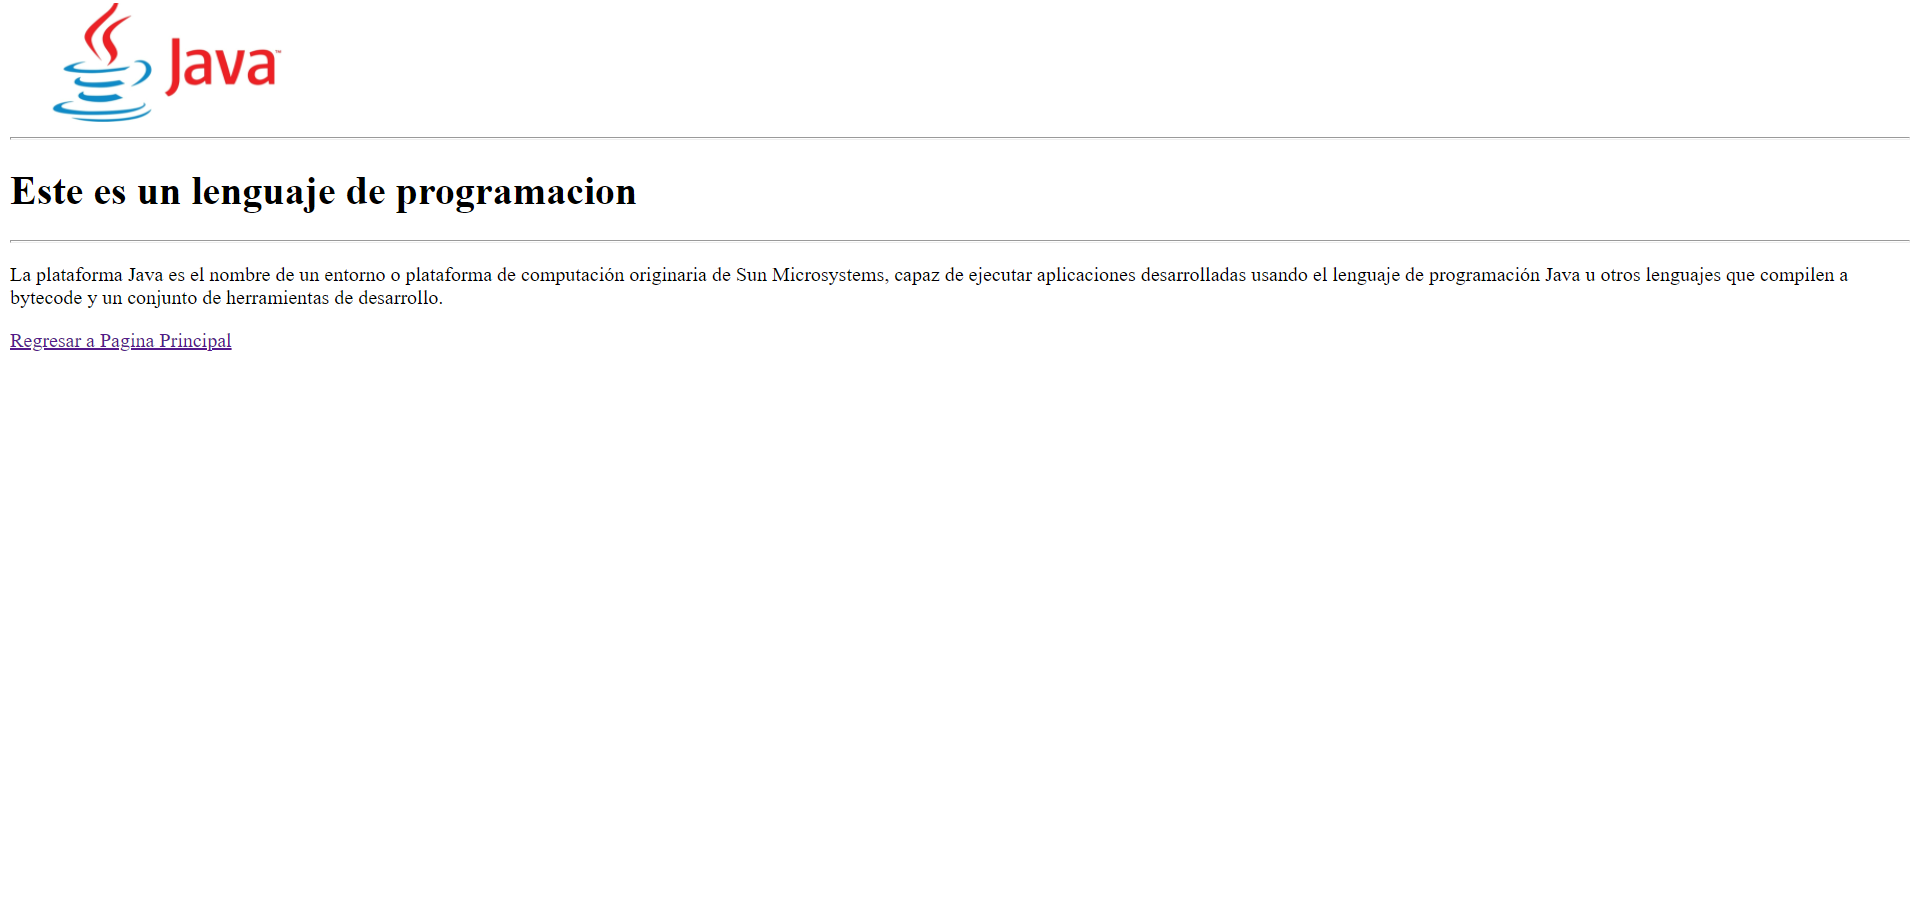 Java™
Este es un lenguaje de programacion
La plataforma Java es el nombre de un entorno o plataforma de computación originaria de Sun Microsystems, capaz de ejecutar aplicaciones desarrolladas usando el lenguaje de programación Java u otros lenguajes que compilen a
bytecode y un conjunto de herramientas de desarrollo.
Regresar a Pagina Principal